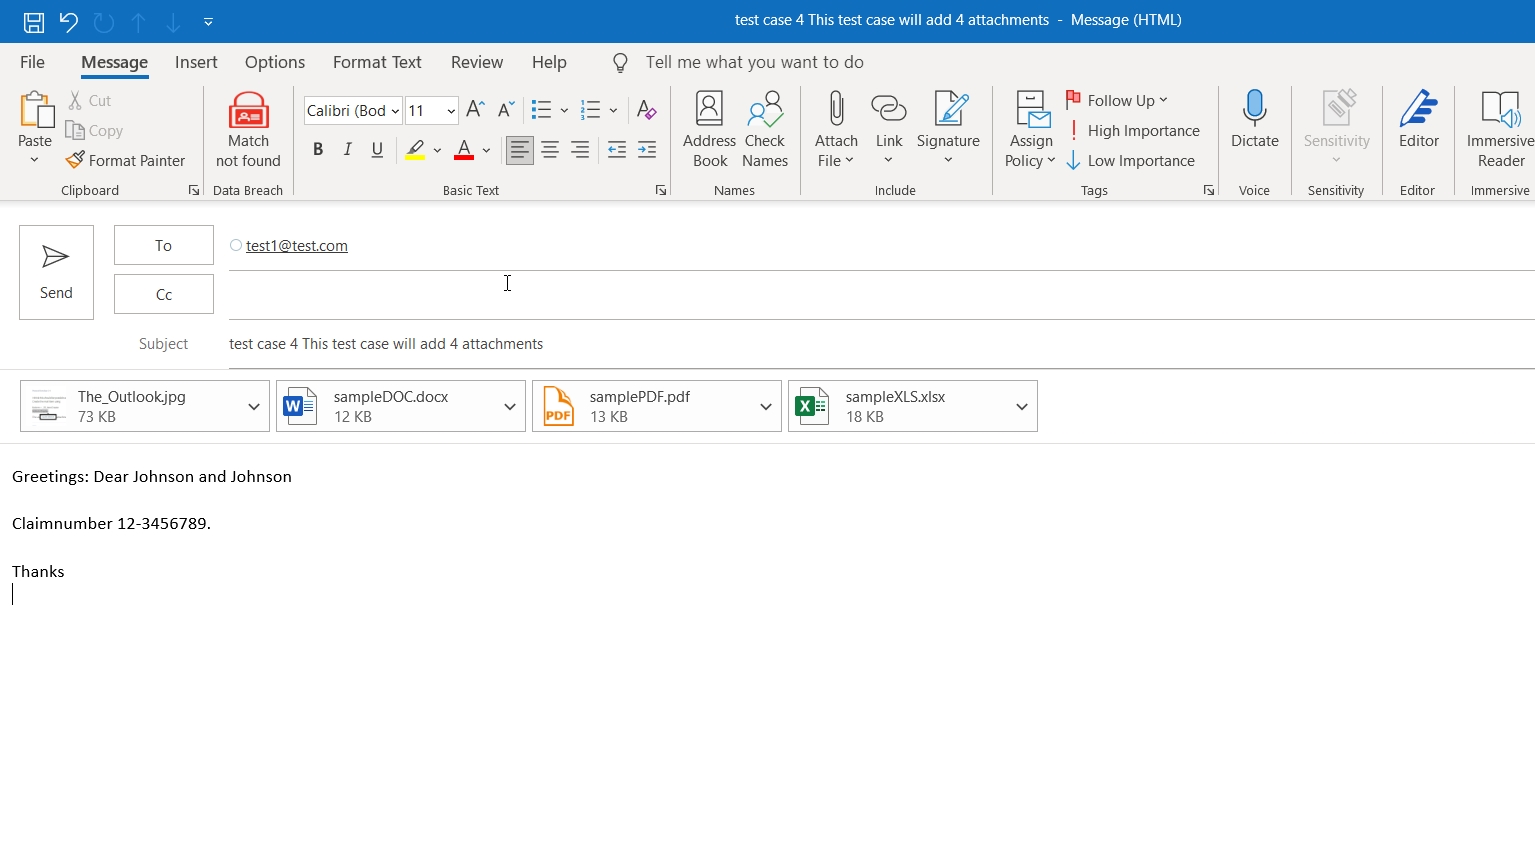 test case 4 This test case will add 4 attachments - Message (HTML)
File Message Insert Options Format Text Review Help Tell me what you want to do
Paste
Cut
Copy
Format Painter
Clipboard
Match
not found
Data Breach
Calibri (Bod 11
B I U A
Basic Text
Address
Book
Check
Names
Names
Attach
File
Link
Signature
Include
Assign
Policy
Follow Up
High Importance
Low Importance
Tags
Dictate
Voice
Sensitivity
Sensitivity
Editor
Editor
Immersive
Reader
Immersive
Send
To
test1@test.com
Cc
Subject
test case 4 This test case will add 4 attachments
The_Outlook.jpg
73 KB
sampleDOC.docx
12 KB
PDF
samplePDF.pdf
13 KB
sampleXLS.xlsx
18 KB
Greetings: Dear Johnson and Johnson
Claimnumber 12-3456789.
Thanks